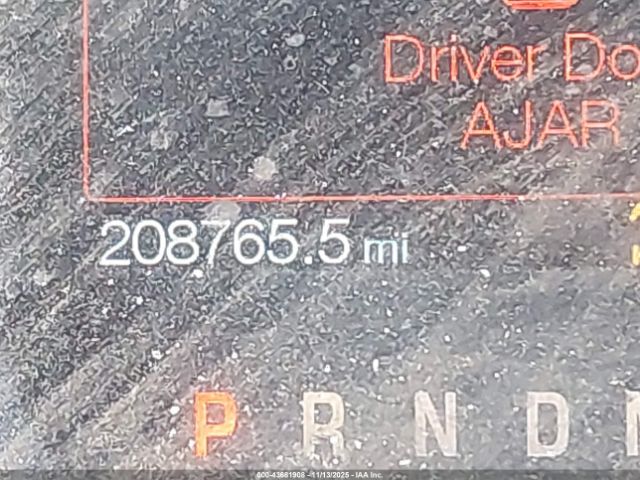 Driver Do
AJAR
208765.5 mi
P R N D
000-43681908 - 11/13/2025 - IAA Inc.